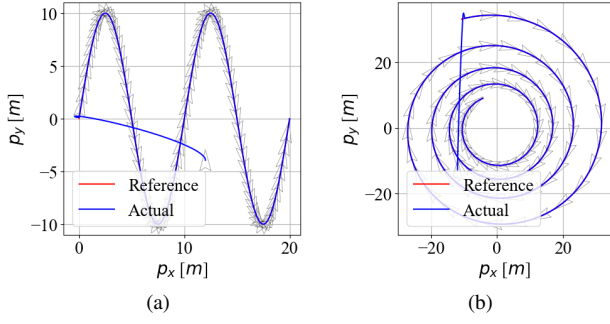 10
5
0
−5
−10
p_y [m]
Reference
Actual
0
10
20
p_x [m]
(a)
20
0
−20
p_y [m]
Reference
Actual
−20
0
20
p_x [m]
(b)